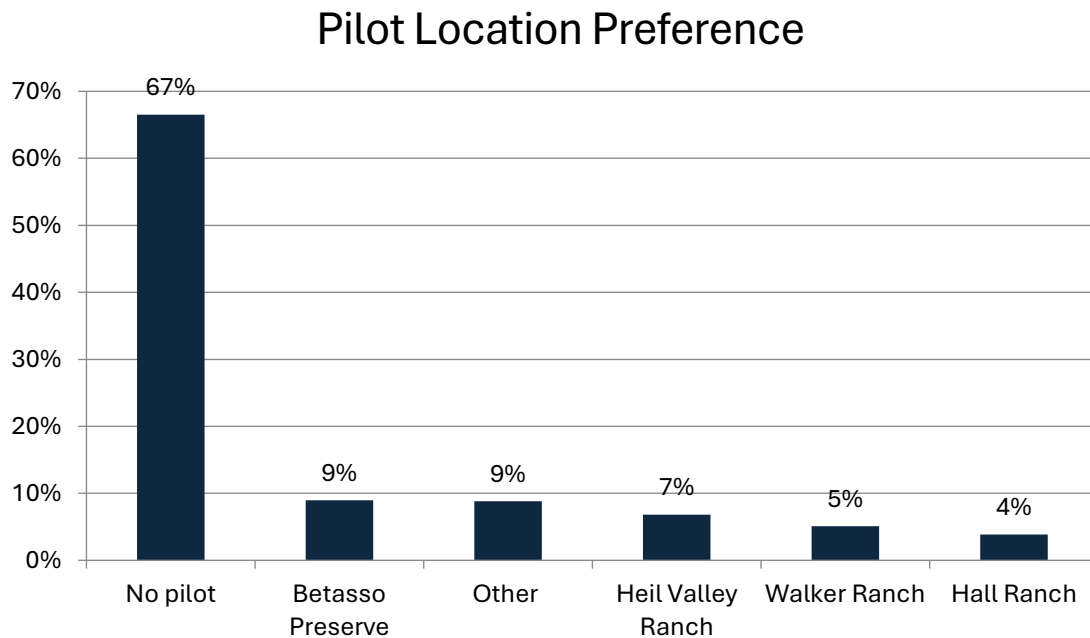 Pilot Location Preference
70%
60%
50%
40%
30%
20%
10%
0%
67%
9%
9%
7%
5%
4%
No pilot
Betasso
Preserve
Other
Heil Valley
Ranch
Walker Ranch
Hall Ranch